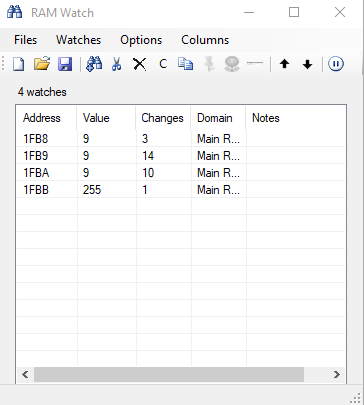 RAM Watch
Files Watches Options Columns
C
4 watches
Address Value Changes Domain Notes
1FB8 9 3 Main R...
1FB9 9 14 Main R...
1FBA 9 10 Main R...
1FBB 255 1 Main R...